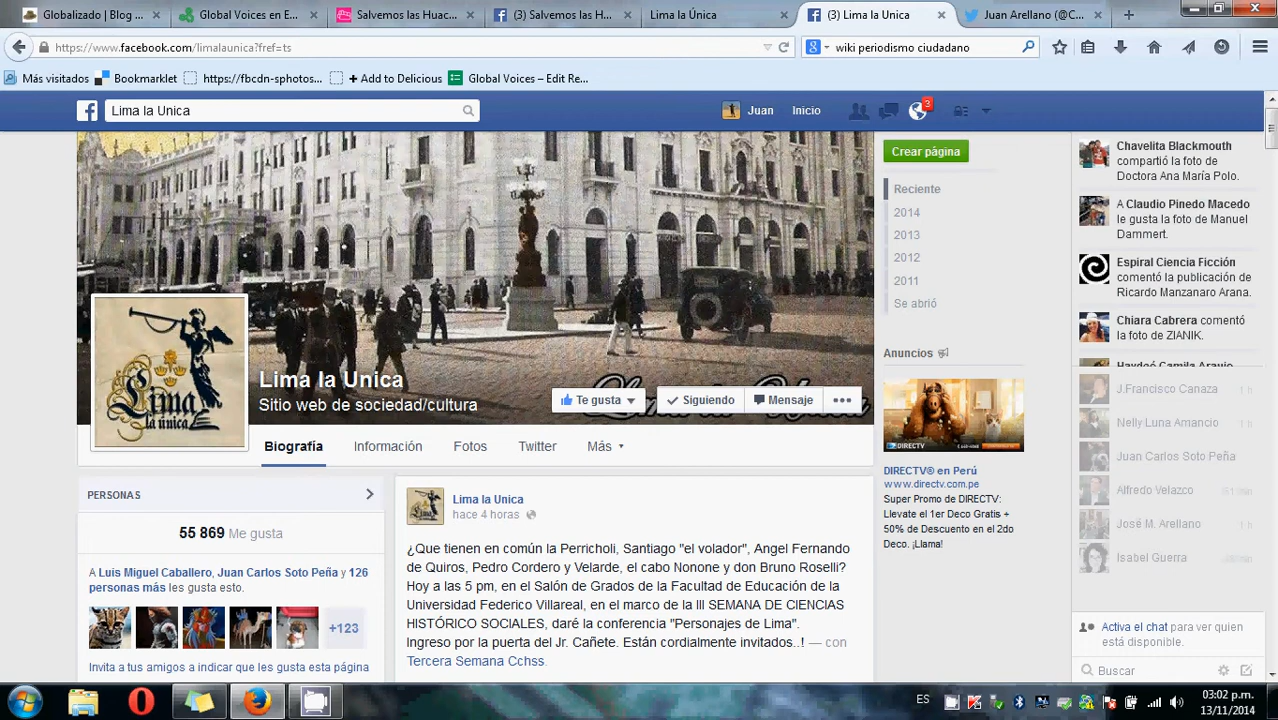 Globalizado | Blog ...
Global Voices en E...
Salvemos las Huac...
(3) Salvemos las H...
Lima la Única
(3) Lima la Unica
Juan Arellano (@C...
https://www.facebook.com/limalaunica?fref=ts
wiki periodismo ciudadano
Más visitados
Bookmarklet
https://fbcdn-sphotos...
+ Add to Delicious
Global Voices – Edit Re...
Lima la Unica
Juan
Inicio
3
Crear página
Reciente
2014
2013
2012
2011
Se abrió
Chavelita Blackmouth
compartió la foto de
Doctora Ana María Polo.
A Claudio Pinedo Macedo
le gusta la foto de Manuel
Dammert.
Espiral Ciencia Ficción
comentó la publicación de
Ricardo Manzanaro Arana.
Chiara Cabrera comentó
la foto de ZIANIK.
Haydeé Camila Araujo
Lima
la única
Lima la Unica
Sitio web de sociedad/cultura
Te gusta
Siguiendo
Mensaje
Biografía
Información
Fotos
Twitter
Más
Anuncios
DIRECTV
DIRECTV® en Perú
www.directv.com.pe
Super Promo de DIRECTV:
Llevate el 1er Deco Gratis +
50% de Descuento en el 2do
Deco. ¡Llama!
J.Francisco Canaza
1 h
Nelly Luna Amancio
Juan Carlos Soto Peña
Alfredo Velazco
José M. Arellano
1 h
Isabel Guerra
PERSONAS
55 869 Me gusta
A Luis Miguel Caballero, Juan Carlos Soto Peña y 126
personas más les gusta esto.
+123
Invita a tus amigos a indicar que les gusta esta página
Lima la Unica
hace 4 horas
¿Que tienen en común la Perricholi, Santiago "el volador", Angel Fernando
de Quiros, Pedro Cordero y Velarde, el cabo Nonone y don Bruno Roselli?
Hoy a las 5 pm, en el Salón de Grados de la Facultad de Educación de la
Universidad Federico Villareal, en el marco de la III SEMANA DE CIENCIAS
HISTÓRICO SOCIALES, daré la conferencia "Personajes de Lima".
Ingreso por la puerta del Jr. Cañete. Están cordialmente invitados..! — con
Tercera Semana Cchss.
Activa el chat para ver quien
está disponible.
Buscar
ES
03:02 p.m.
13/11/2014